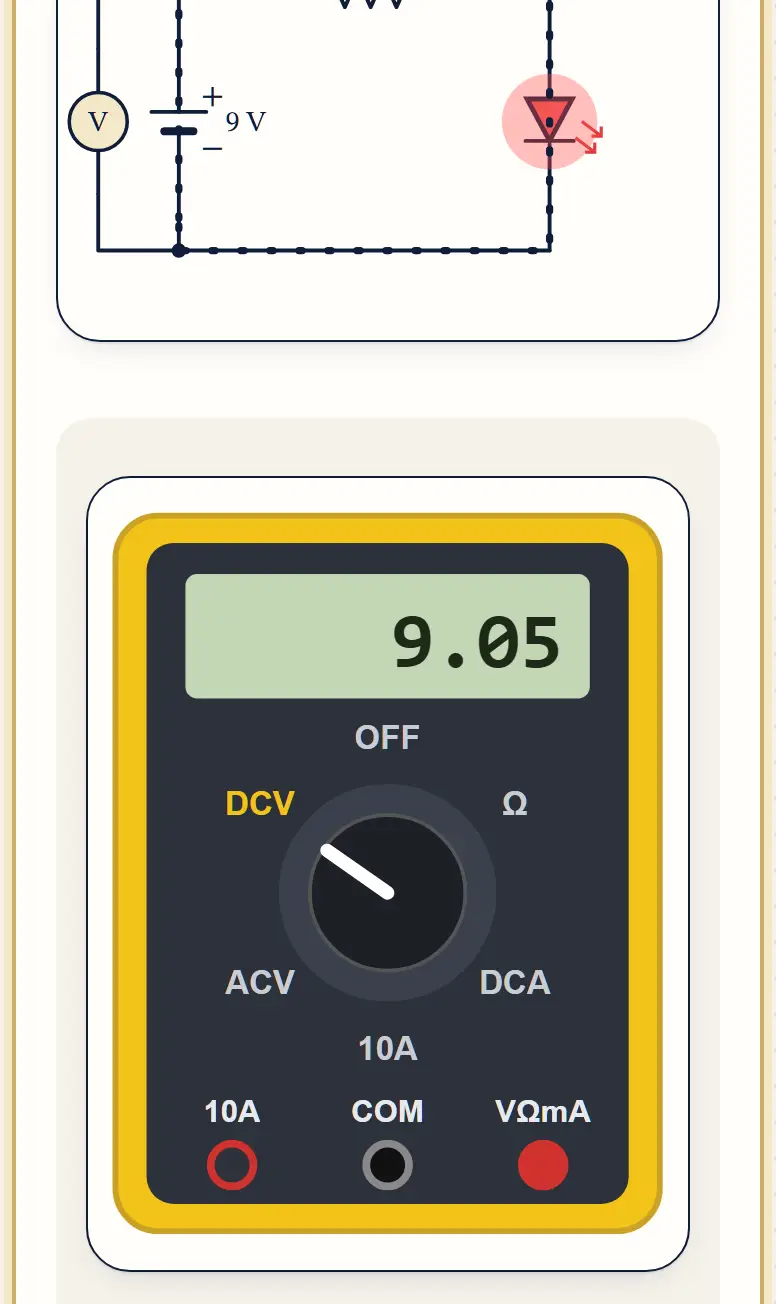 +
V
9 V
−
9.05
OFF
DCV Ω
ACV DCA
10A
10A COM VΩmA